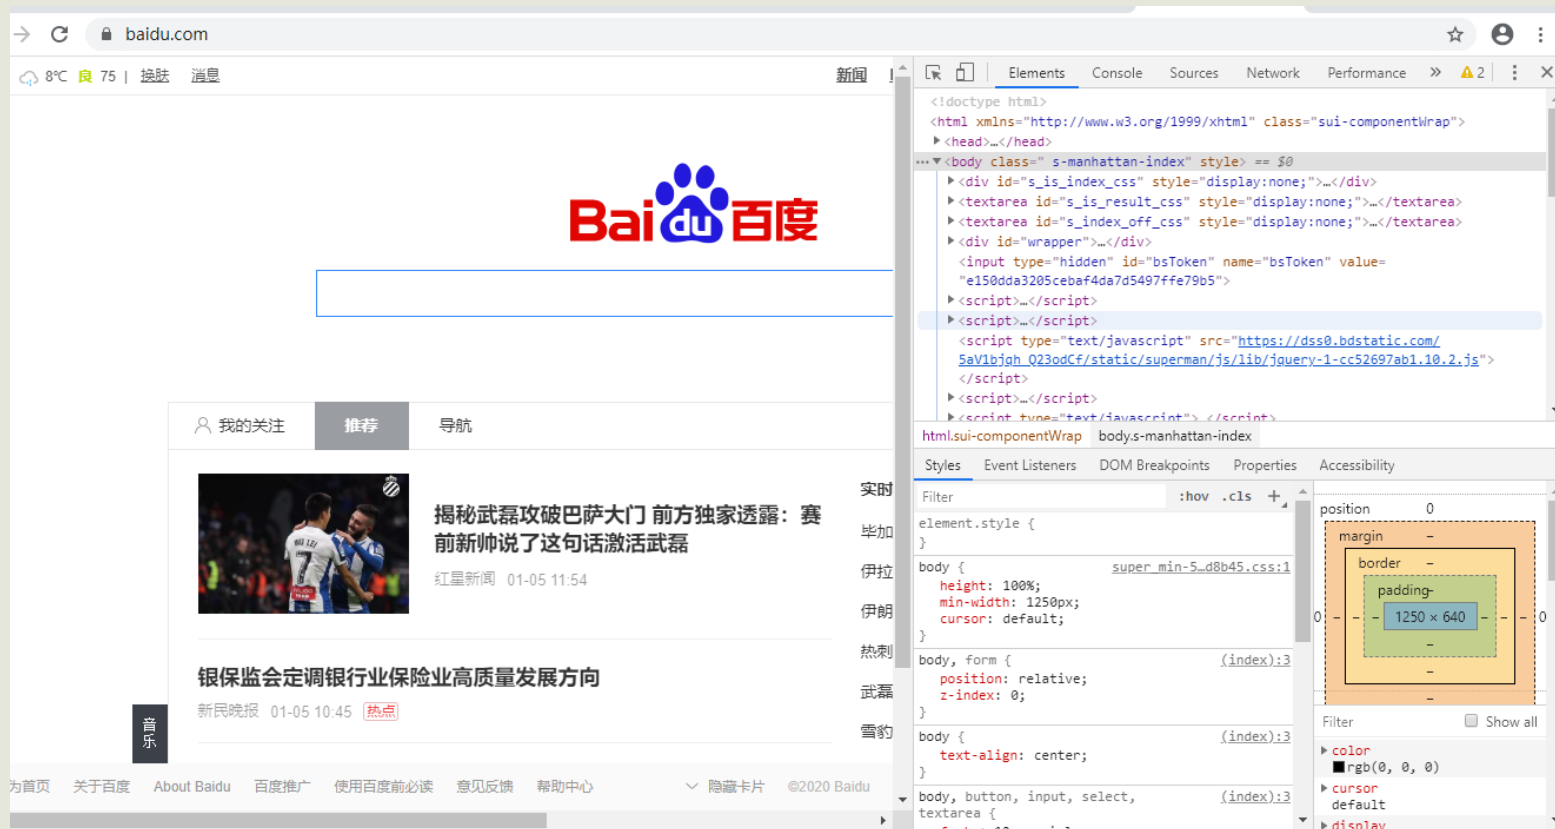 baidu.com
8℃ 良 75 | 换肤 消息
新闻
Bai du 百度
我的关注 推荐 导航
揭秘武磊攻破巴萨大门 前方独家透露：赛
前新帅说了这句话激活武磊
红星新闻 01-05 11:54
银保监会定调银行业保险业高质量发展方向
新民晚报 01-05 10:45 热点
实时
毕加
伊拉
伊朗
热刺
武磊
雪豹
音乐
为首页 关于百度 About Baidu 百度推广 使用百度前必读 意见反馈 帮助中心 隐藏卡片 ©2020 Baidu
Elements Console Sources Network Performance » 2
<!doctype html>
<html xmlns="http://www.w3.org/1999/xhtml" class="sui-componentWrap">
<head>…</head>
<body class=" s-manhattan-index" style> == $0
<div id="s_is_index_css" style="display:none;">…</div>
<textarea id="s_is_result_css" style="display:none;">…</textarea>
<textarea id="s_index_off_css" style="display:none;">…</textarea>
<div id="wrapper">…</div>
<input type="hidden" id="bsToken" name="bsToken" value=
"e150dda3205cebaf4da7d5497ffe79b5">
<script>…</script>
<script>…</script>
<script type="text/javascript" src="https://dss0.bdstatic.com/
5aV1bjqh_Q23odCf/static/superman/js/lib/jquery-1-cc52697ab1.10.2.js">
</script>
<script>…</script>
<script type="text/javascript"> </script>
html.sui-componentWrap body.s-manhattan-index
Styles Event Listeners DOM Breakpoints Properties Accessibility
Filter :hov .cls +
element.style {
}
body { super_min-5…d8b45.css:1
height: 100%;
min-width: 1250px;
cursor: default;
}
body, form { (index):3
position: relative;
z-index: 0;
}
body { (index):3
text-align: center;
}
body, button, input, select, (index):3
textarea {
position 0
margin –
border –
padding –
0 – – – 1250 × 640 – – – 0
–
–
–
Filter Show all
color
rgb(0, 0, 0)
cursor
default
display